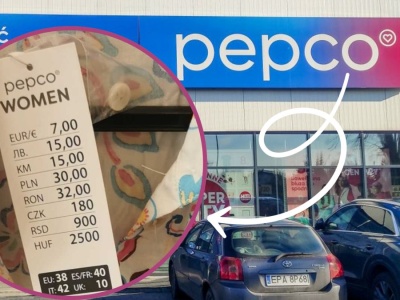 pepco
pepco
WOMEN
EUR/€ 7,00
ЛВ. 15,00
KM 15,00
PLN 30,00
RON 32,00
CZK 180
RSD 900
HUF 2500
EU: 38 ES/FR: 40
IT: 42 UK: 10
EPA 8P68